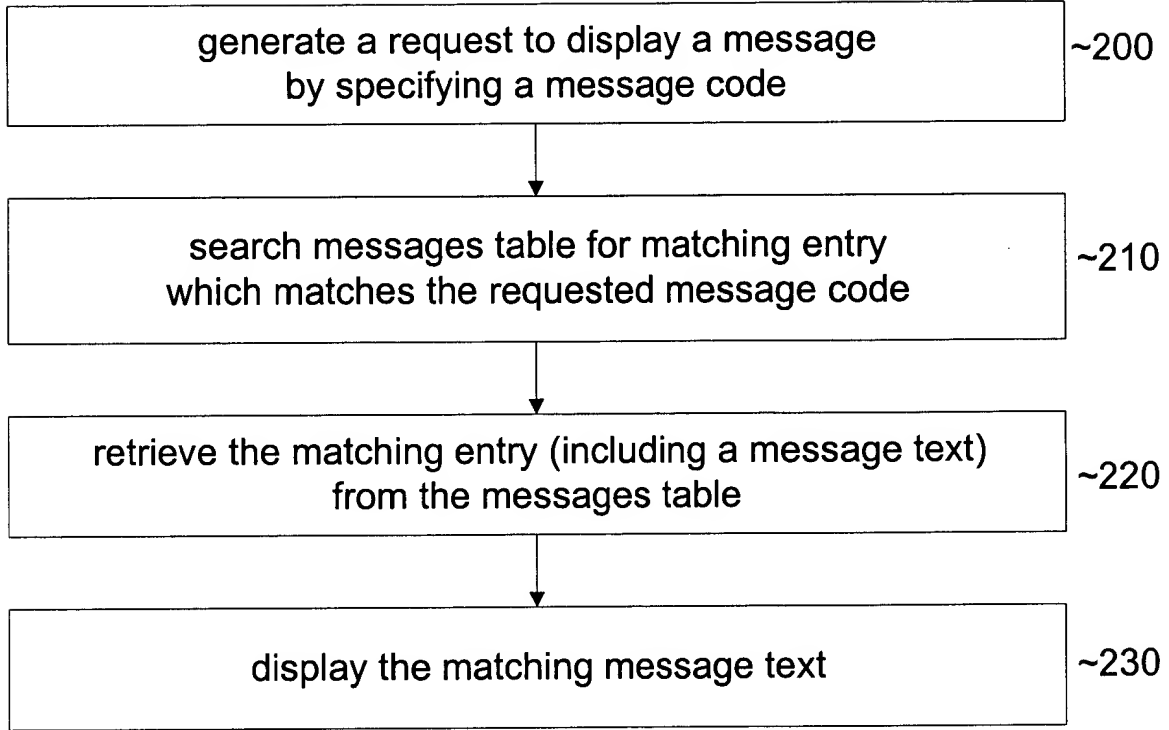 generate a request to display a message
by specifying a message code
~200
search messages table for matching entry
which matches the requested message code
~210
retrieve the matching entry (including a message text)
from the messages table
~220
display the matching message text
~230